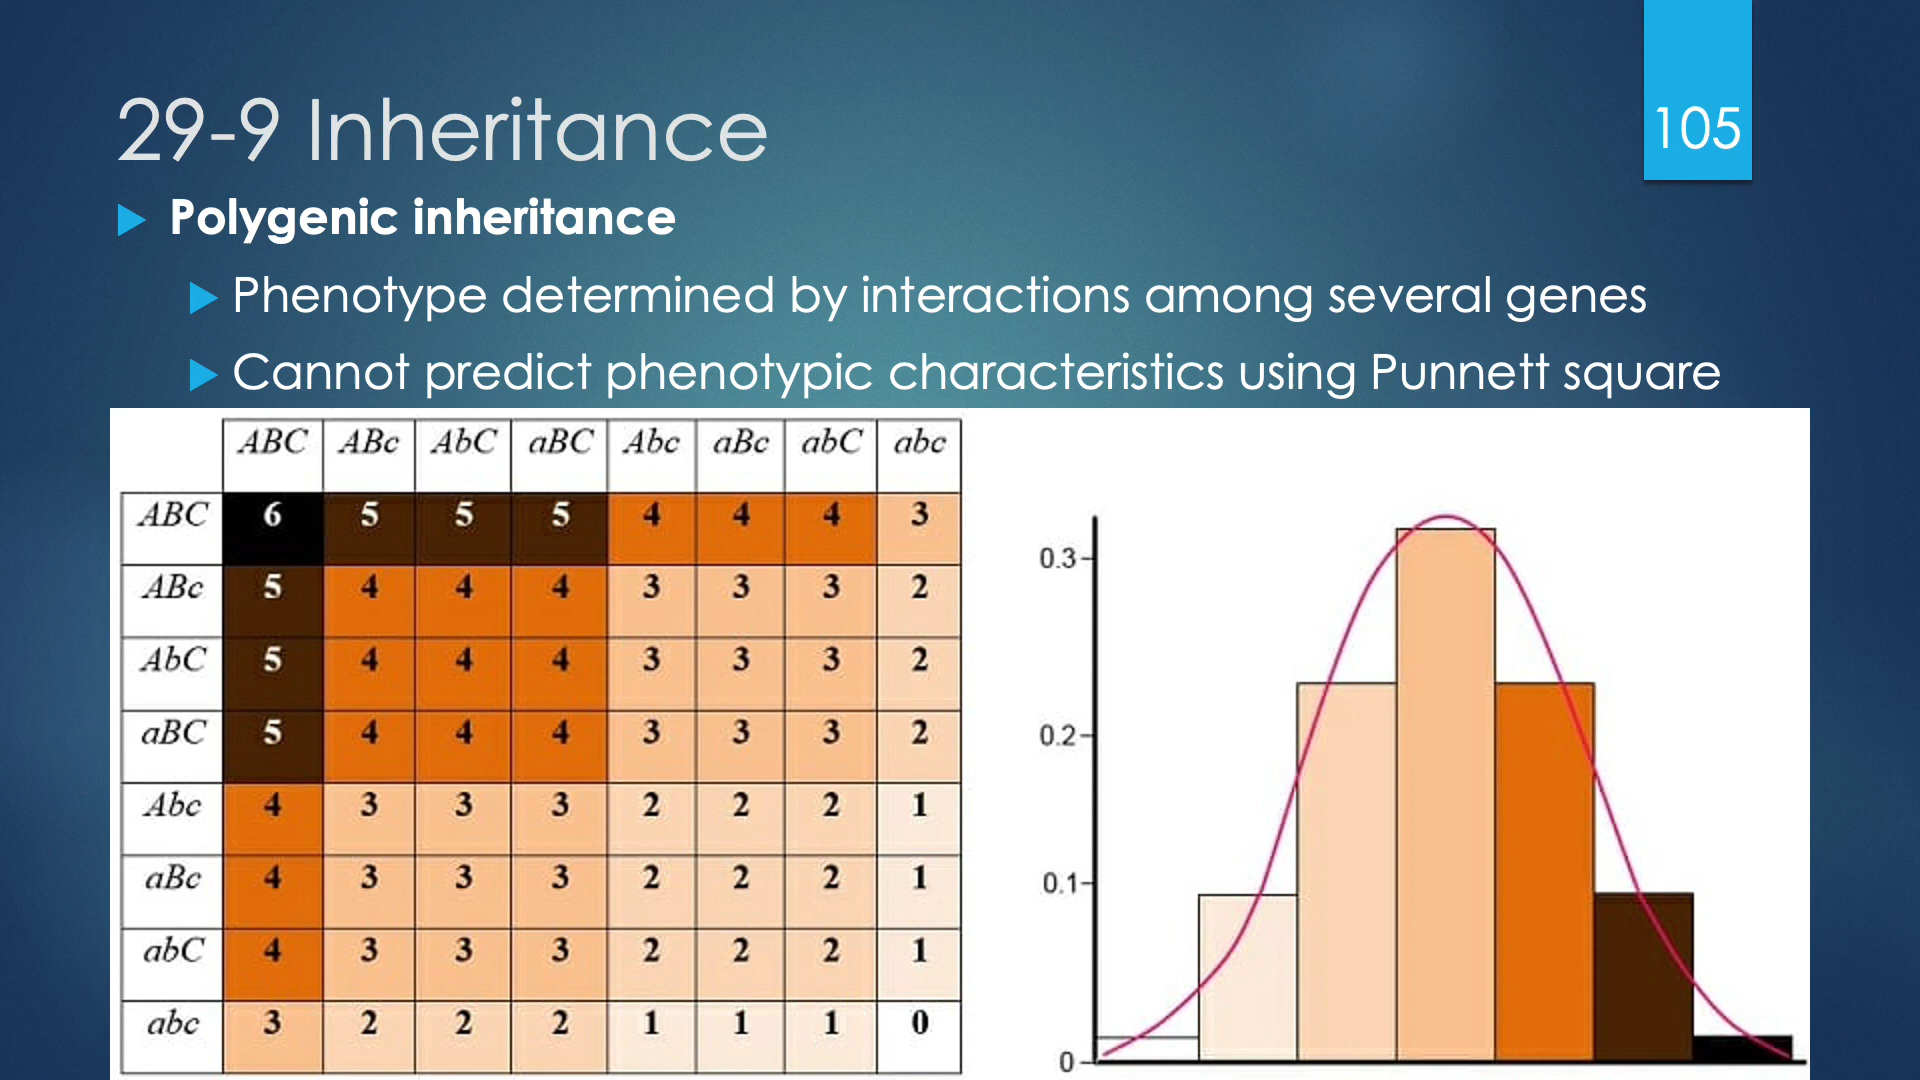 29-9 Inheritance
105
Polygenic inheritance
Phenotype determined by interactions among several genes
Cannot predict phenotypic characteristics using Punnett square
ABC ABc AbC aBC Abc aBc abC abc
ABC 6 5 5 5 4 4 4 3
ABc 5 4 4 4 3 3 3 2
AbC 5 4 4 4 3 3 3 2
aBC 5 4 4 4 3 3 3 2
Abc 4 3 3 3 2 2 2 1
aBc 4 3 3 3 2 2 2 1
abC 4 3 3 3 2 2 2 1
abc 3 2 2 2 1 1 1 0
0.3
0.2
0.1
0